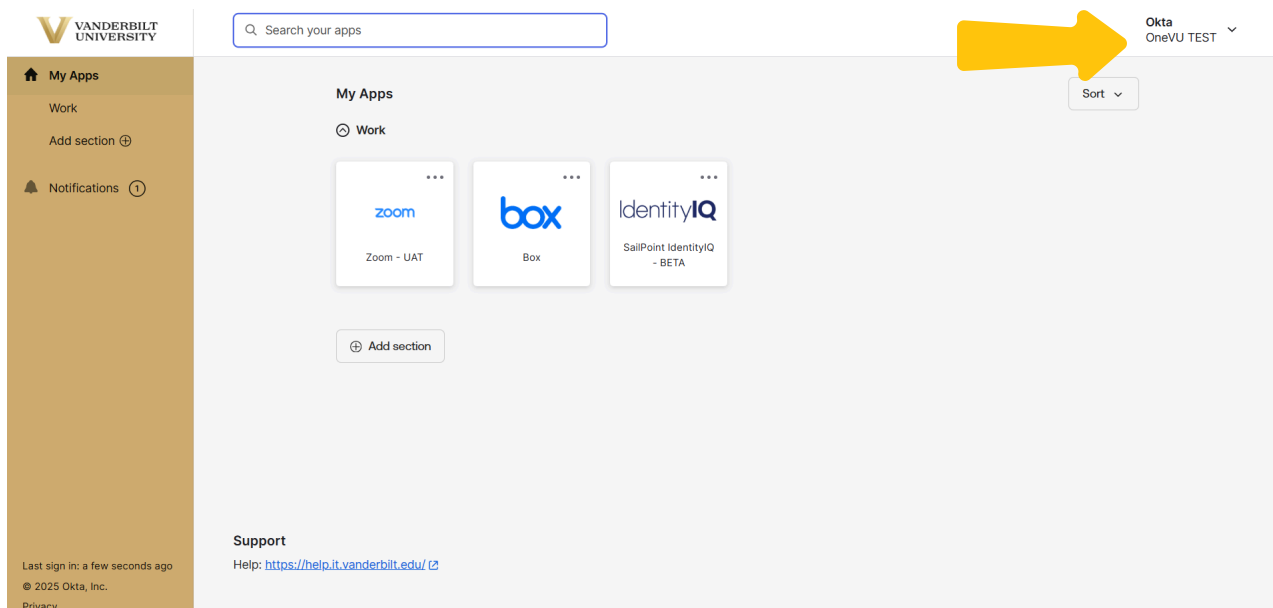 VANDERBILT
UNIVERSITY
Search your apps
Okta
OneVU TEST
My Apps
Work
Add section
Notifications 1
My Apps
Sort
Work
zoom
Zoom - UAT
box
Box
IdentityIQ
SailPoint IdentityIQ
- BETA
Add section
Support
Help: https://help.it.vanderbilt.edu/
Last sign in: a few seconds ago
© 2025 Okta, Inc.
Privacy